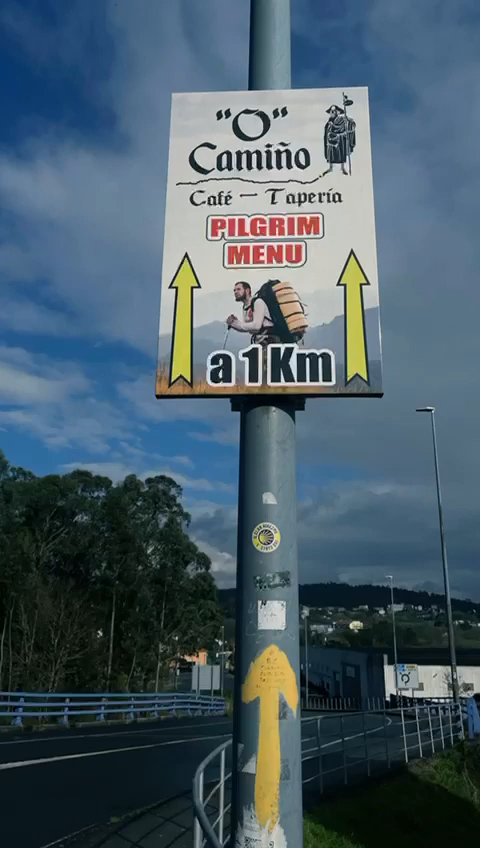 "O"
Camiño
Café — Tapería
PILGRIM
MENU
a 1 Km